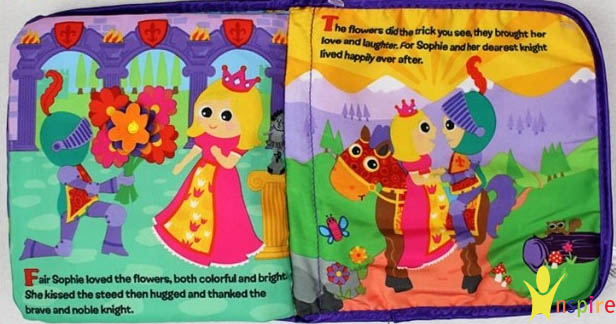 Fair Sophie loved the flowers, both colorful and bright
She kissed the steed then hugged and thanked the
brave and noble knight.
The flowers did the trick you see, they brought her
love and laughter. For Sophie and her dearest knight
lived happily ever after.
inspire